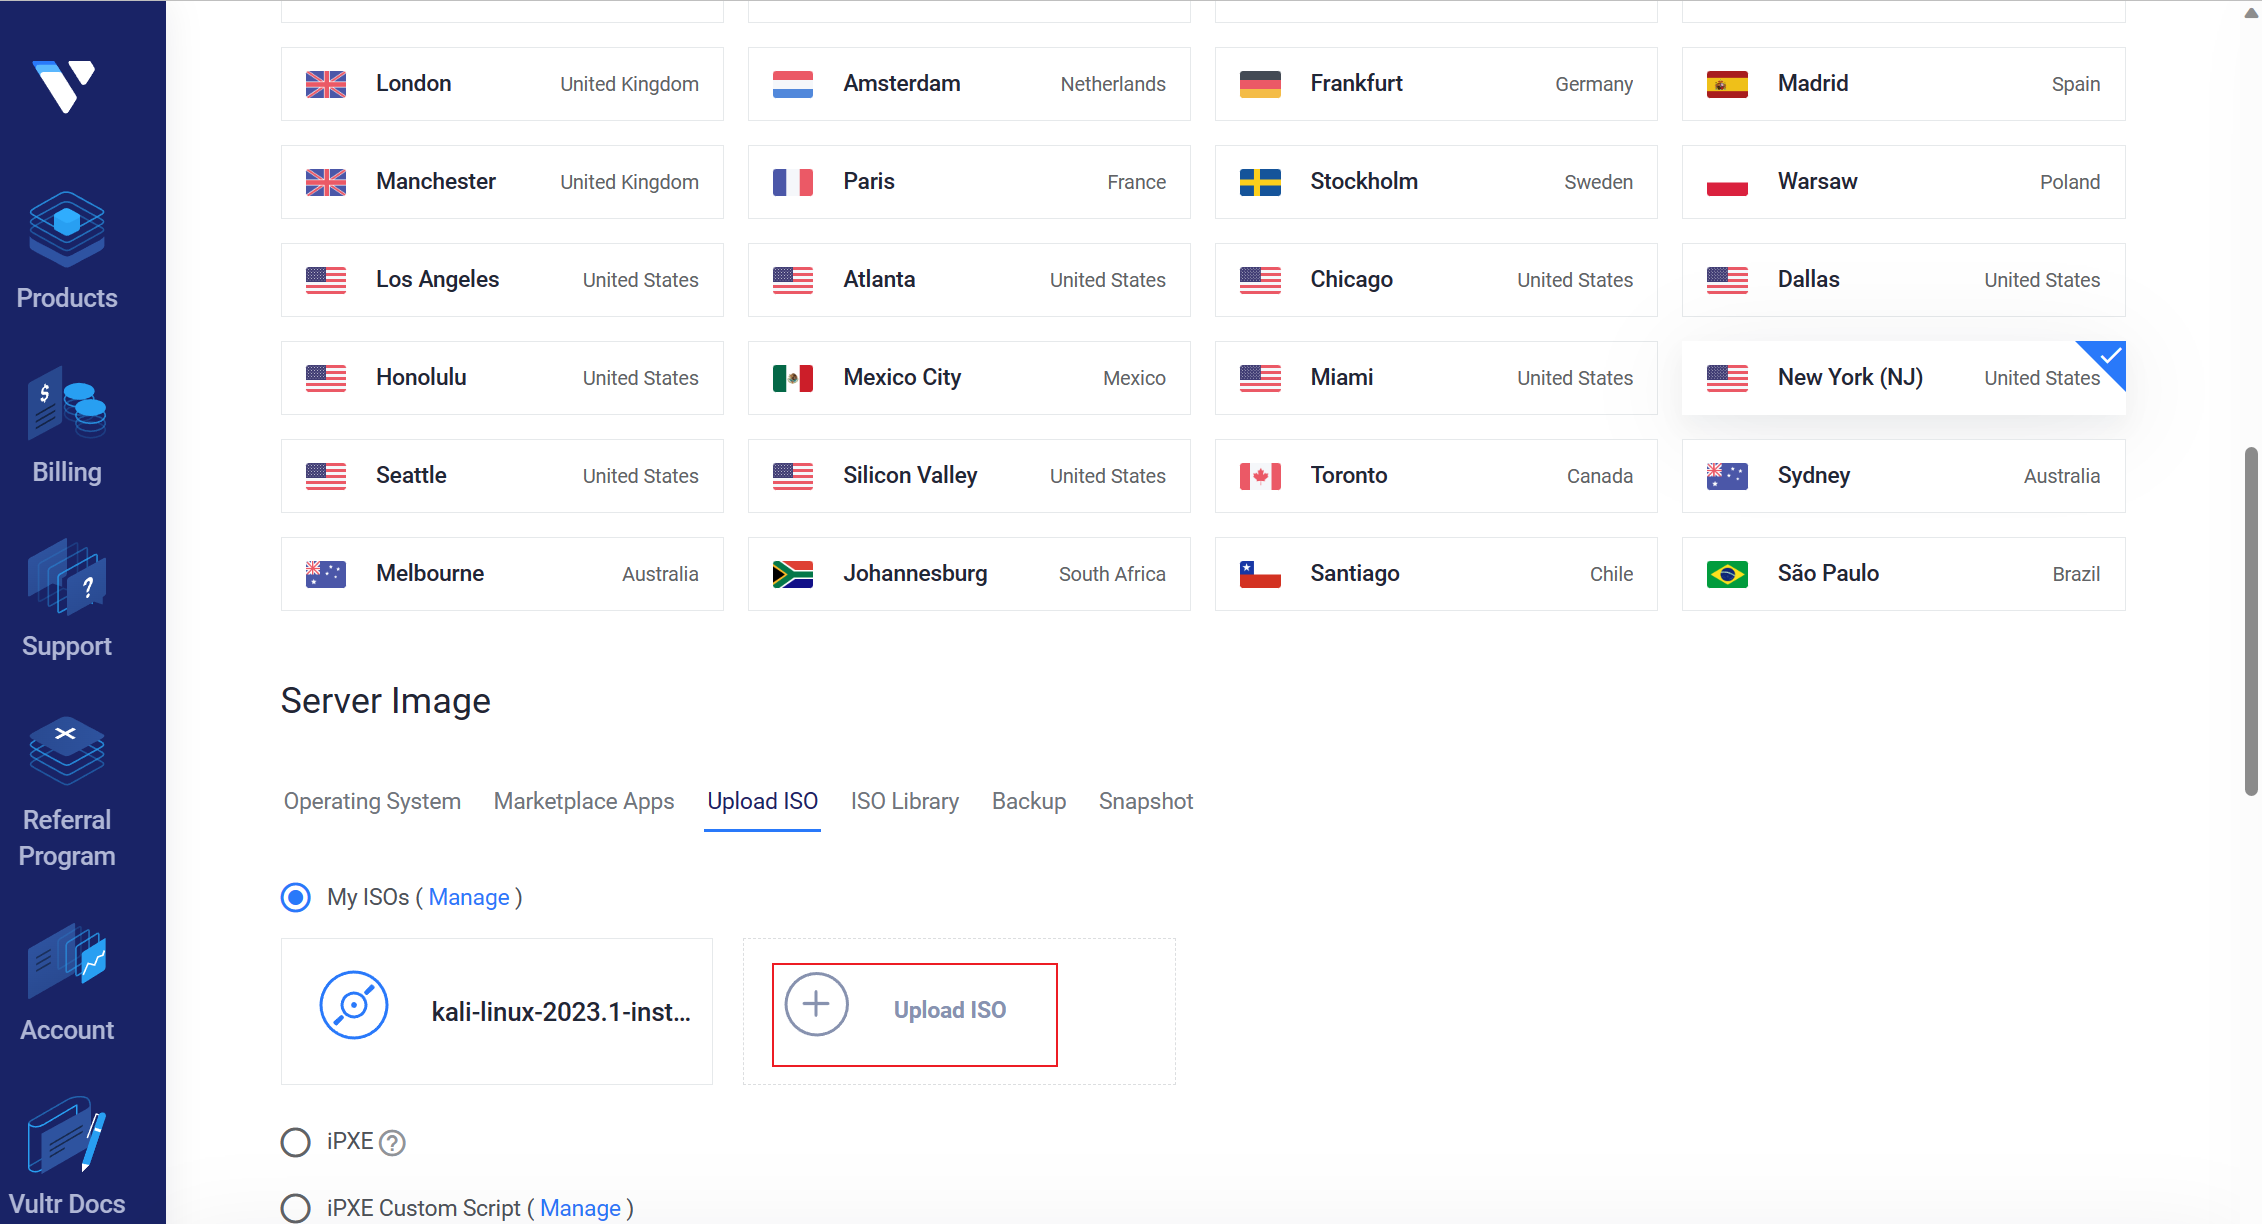 London United Kingdom
Amsterdam Netherlands
Frankfurt Germany
Madrid Spain
Manchester United Kingdom
Paris France
Stockholm Sweden
Warsaw Poland
Los Angeles United States
Atlanta United States
Chicago United States
Dallas United States
Honolulu United States
Mexico City Mexico
Miami United States
New York (NJ) United States
Seattle United States
Silicon Valley United States
Toronto Canada
Sydney Australia
Melbourne Australia
Johannesburg South Africa
Santiago Chile
São Paulo Brazil
Products
Billing
Support
Referral
Program
Account
Vultr Docs
Server Image
Operating System Marketplace Apps Upload ISO ISO Library Backup Snapshot
My ISOs ( Manage )
kali-linux-2023.1-inst...
Upload ISO
iPXE ?
iPXE Custom Script ( Manage )